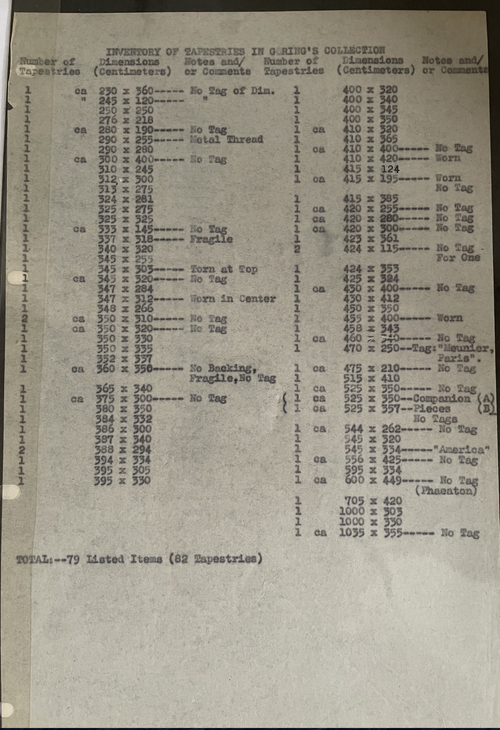 INVENTORY OF TAPESTRIES IN GORING'S COLLECTION
Number of Dimensions Notes and/
Tapestries (Centimeters) or Comments
1 ca 230 x 360----- No Tag of Dim.
1 " 245 x 120----- "
1 250 x 250
1 276 x 218
1 ca 280 x 190----- No Tag
1 290 x 255----- Metal Thread
1 290 x 280
1 ca 300 x 400----- No Tag
1 310 x 245
1 312 x 300
1 313 x 275
1 324 x 281
1 325 x 275
1 325 x 325
1 ca 333 x 145----- No Tag
1 337 x 318----- Fragile
1 340 x 320
1 345 x 255
1 345 x 303----- Torn at Top
1 ca 345 x 320----- No Tag
1 347 x 284
1 347 x 312----- Worn in Center
1 348 x 266
2 ca 350 x 310----- No Tag
1 ca 350 x 320----- No Tag
1 350 x 330
1 350 x 335
1 352 x 337
1 ca 360 x 350----- No Backing,
Fragile,No Tag
1 365 x 340
1 ca 375 x 300----- No Tag
1 380 x 350
1 384 x 332
1 386 x 300
1 387 x 340
2 388 x 294
1 394 x 334
1 395 x 305
1 395 x 330
Number of Dimensions Notes and/
Tapestries (Centimeters) or Comments
1 400 x 320
1 400 x 340
1 400 x 345
1 400 x 350
1 ca 410 x 320
1 410 x 365
1 ca 410 x 400----- No Tag
1 410 x 420----- Worn
1 415 x 124
1 ca 415 x 195----- Worn
No Tag
1 415 x 385
1 ca 420 x 255----- No Tag
1 ca 420 x 280----- No Tag
1 ca 420 x 300----- No Tag
1 423 x 361
2 424 x 115----- No Tag
For One
1 424 x 353
1 425 x 324
1 ca 430 x 400----- No Tag
1 430 x 412
1 450 x 350
1 455 x 400----- Worn
1 458 x 343
1 ca 460 x 340----- No Tag
1 470 x 250--Tag:"Meunier,
Paris".
1 ca 475 x 210----- No Tag
1 515 x 410
1 ca 525 x 350----- No Tag
( 1 ca 525 x 350--Companion (A)
( 1 ca 525 x 357--Pieces (B)
No Tags
1 ca 544 x 262----- No Tag
1 545 x 320
1 545 x 334-----"America"
1 ca 556 x 425----- No Tag
1 595 x 334
1 ca 600 x 449----- No Tag
(Phaeaton)
1 705 x 420
1 1000 x 303
1 1000 x 330
1 ca 1035 x 355----- No Tag
TOTAL:--79 Listed Items (82 Tapestries)